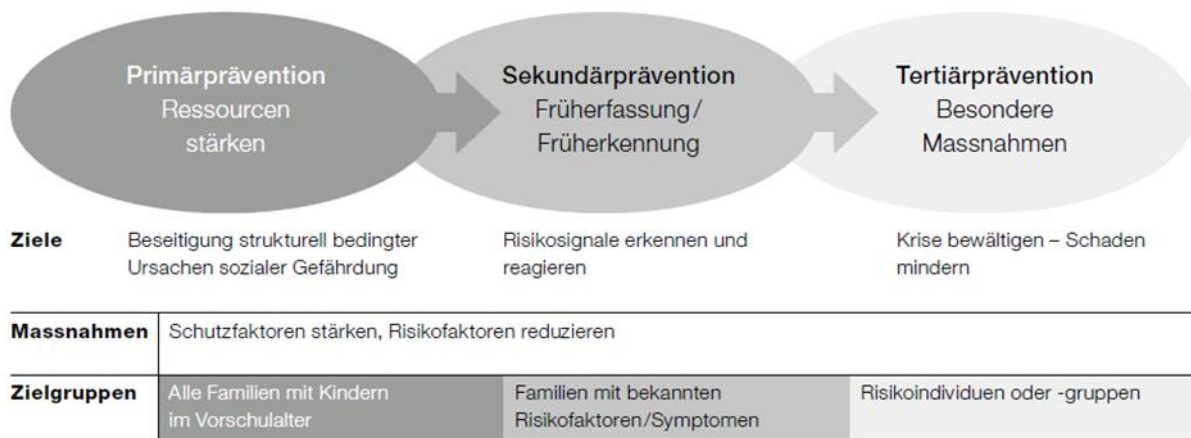 Primärprävention
Ressourcen
stärken
Sekundärprävention
Früherfassung/
Früherkennung
Tertiärprävention
Besondere
Massnahmen
Ziele
Beseitigung strukturell bedingter
Ursachen sozialer Gefährdung
Risikosignale erkennen und
reagieren
Krise bewältigen – Schaden
mindern
Massnahmen
Schutzfaktoren stärken, Risikofaktoren reduzieren
Zielgruppen
Alle Familien mit Kindern
im Vorschulalter
Familien mit bekannten
Risikofaktoren/Symptomen
Risikoindividuen oder -gruppen